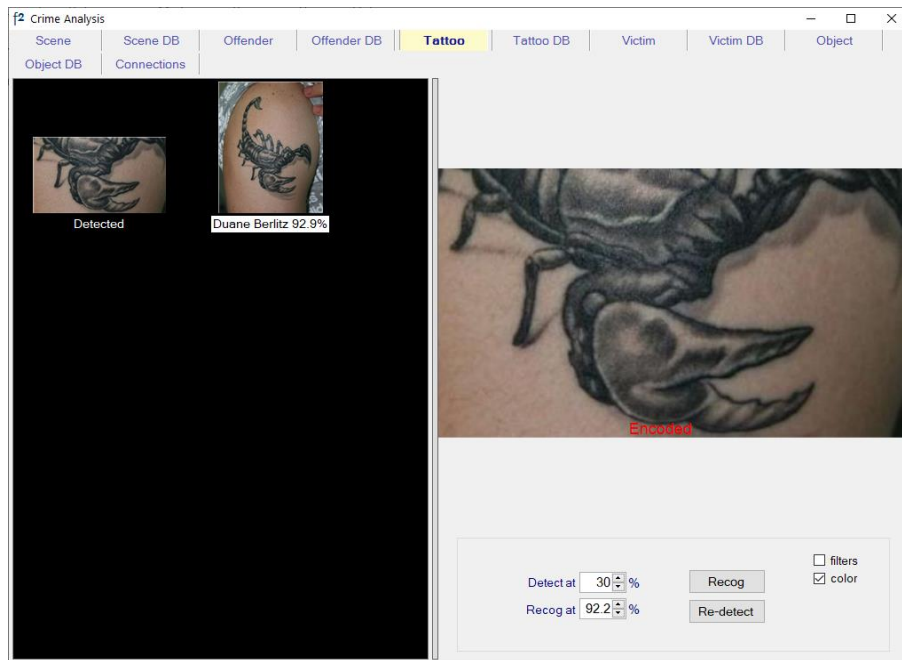 f2 Crime Analysis
Scene Scene DB Offender Offender DB Tattoo Tattoo DB Victim Victim DB Object
Object DB Connections
Detected
Duane Berlitz 92.9%
Encoded
Detect at 30 % Recog filters
color
Recog at 92.2 % Re-detect